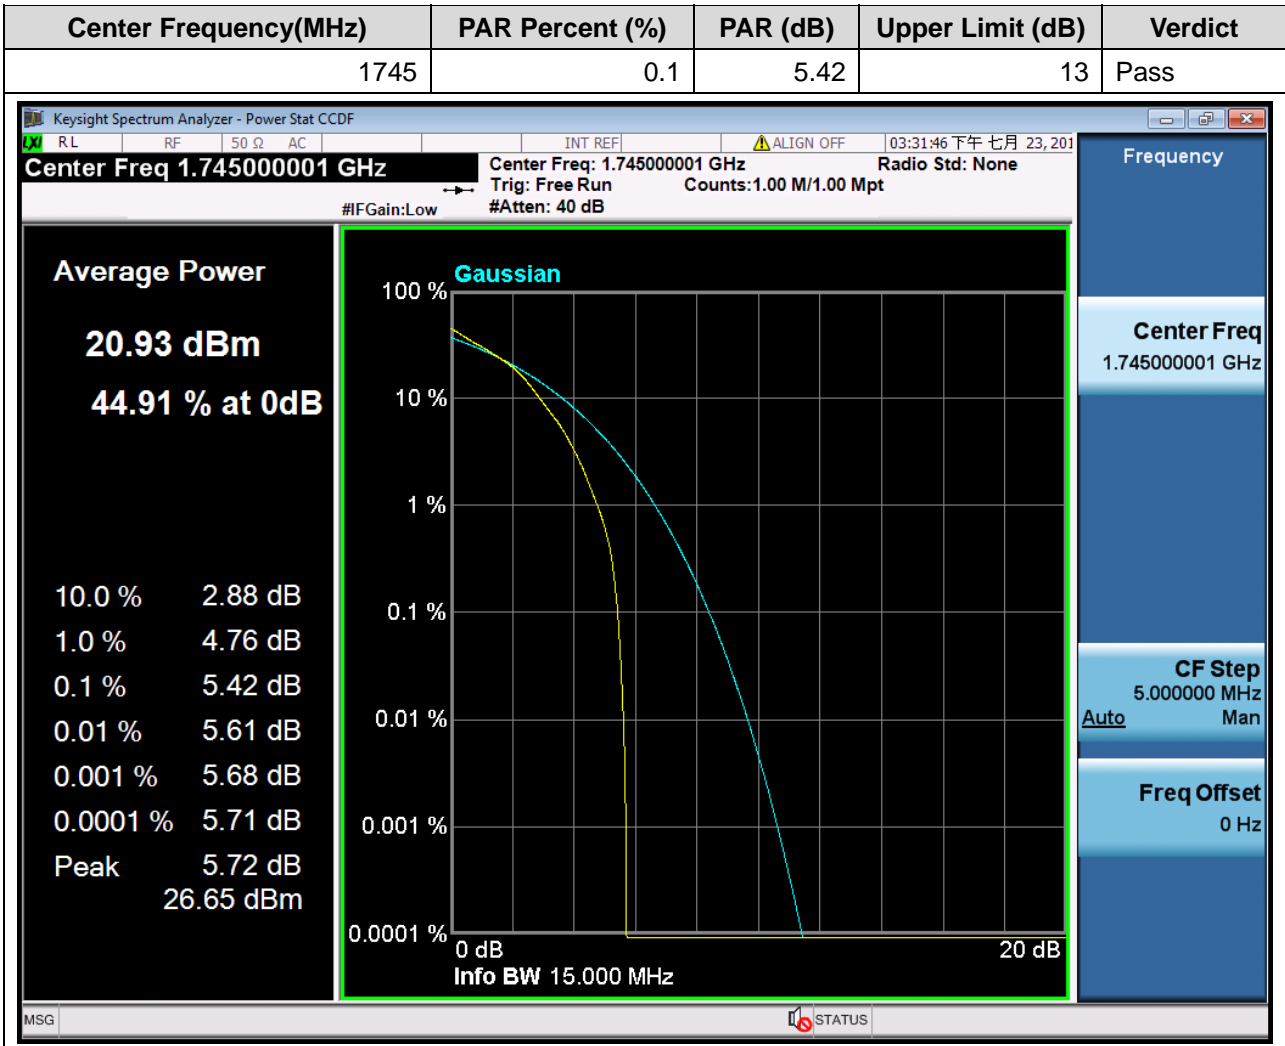 Center Frequency(MHz) PAR Percent (%) PAR (dB) Upper Limit (dB) Verdict
1745 0.1 5.42 13 Pass
Keysight Spectrum Analyzer - Power Stat CCDF
LXI RL RF 50 Ω AC INT REF ALIGN OFF 03:31:46 下午 七月 23, 201
Center Freq 1.745000001 GHz
Center Freq: 1.745000001 GHz Radio Std: None
Trig: Free Run Counts:1.00 M/1.00 Mpt
#IFGain:Low #Atten: 40 dB
Average Power
20.93 dBm
44.91 % at 0dB
10.0 % 2.88 dB
1.0 % 4.76 dB
0.1 % 5.42 dB
0.01 % 5.61 dB
0.001 % 5.68 dB
0.0001 % 5.71 dB
Peak 5.72 dB
26.65 dBm
Gaussian
100 %
10 %
1 %
0.1 %
0.01 %
0.001 %
0.0001 %
0 dB 20 dB
Info BW 15.000 MHz
Frequency
Center Freq
1.745000001 GHz
CF Step
5.000000 MHz
Auto Man
Freq Offset
0 Hz
MSG STATUS